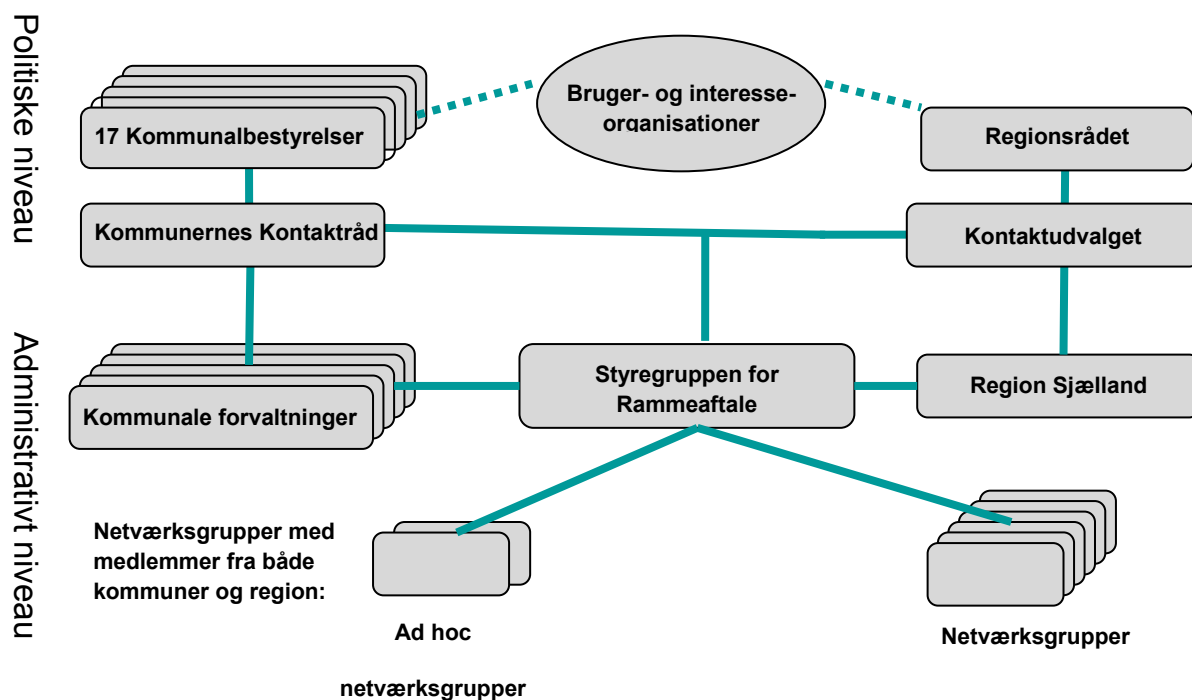 Politiske niveau
Bruger- og interesse-
organisationer
17 Kommunalbestyrelser
Regionsrådet
Kommunernes Kontaktråd
Kontaktudvalget
Administrativt niveau
Styregruppen for
Rammeaftale
Kommunale forvaltninger
Region Sjælland
Netværksgrupper med
medlemmer fra både
kommuner og region:
Ad hoc
netværksgrupper
Netværksgrupper